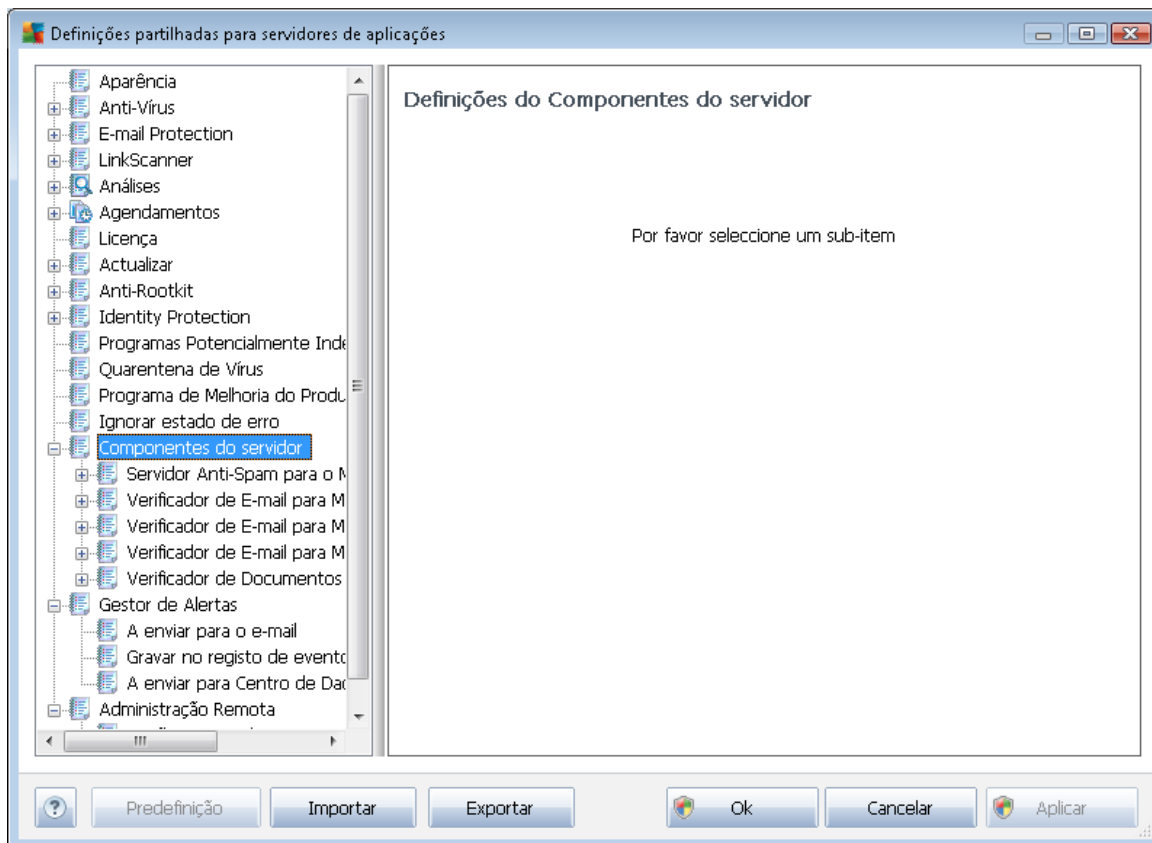 Definições partilhadas para servidores de aplicações
Aparência
Anti-Vírus
E-mail Protection
LinkScanner
Análises
Agendamentos
Licença
Actualizar
Anti-Rootkit
Identity Protection
Programas Potencialmente Inde
Quarentena de Vírus
Programa de Melhoria do Produ
Ignorar estado de erro
Componentes do servidor
Servidor Anti-Spam para o M
Verificador de E-mail para M
Verificador de E-mail para M
Verificador de E-mail para M
Verificador de Documentos
Gestor de Alertas
A enviar para o e-mail
Gravar no registo de evento
A enviar para Centro de Dad
Administração Remota
Definições do Componentes do servidor
Por favor seleccione um sub-item
Predefinição
Importar
Exportar
Ok
Cancelar
Aplicar